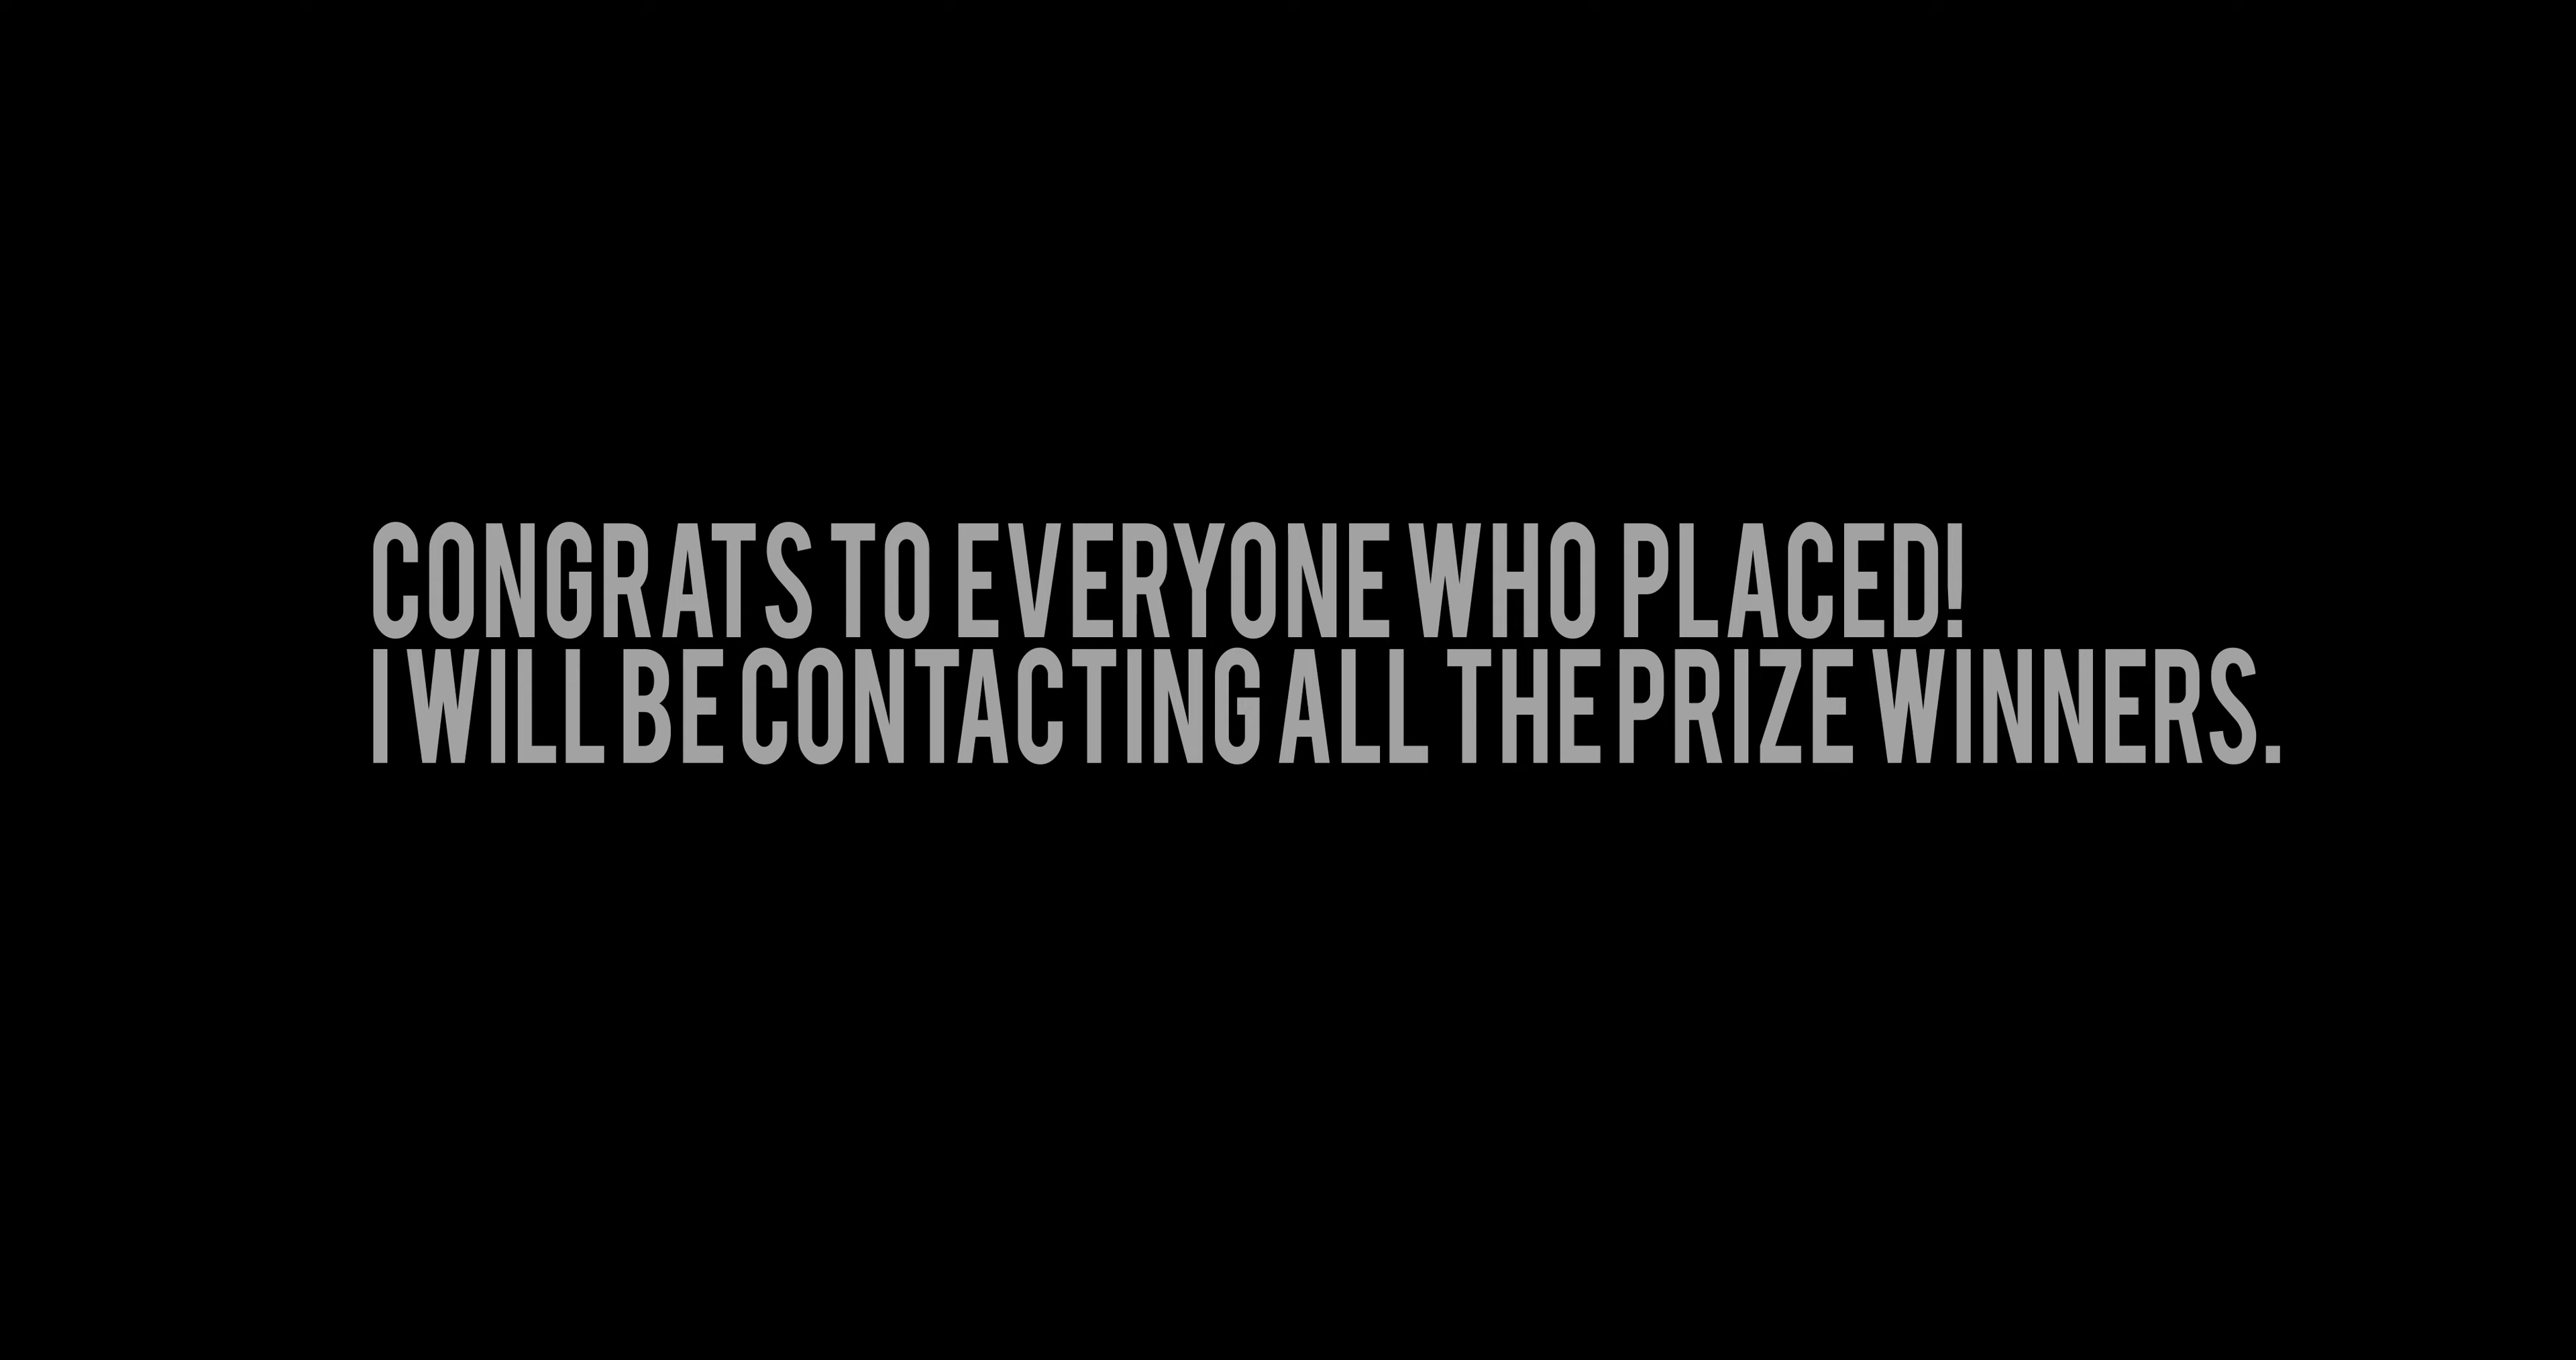 CONGRATS TO EVERYONE WHO PLACED!
I WILL BE CONTACTING ALL THE PRIZE WINNERS.